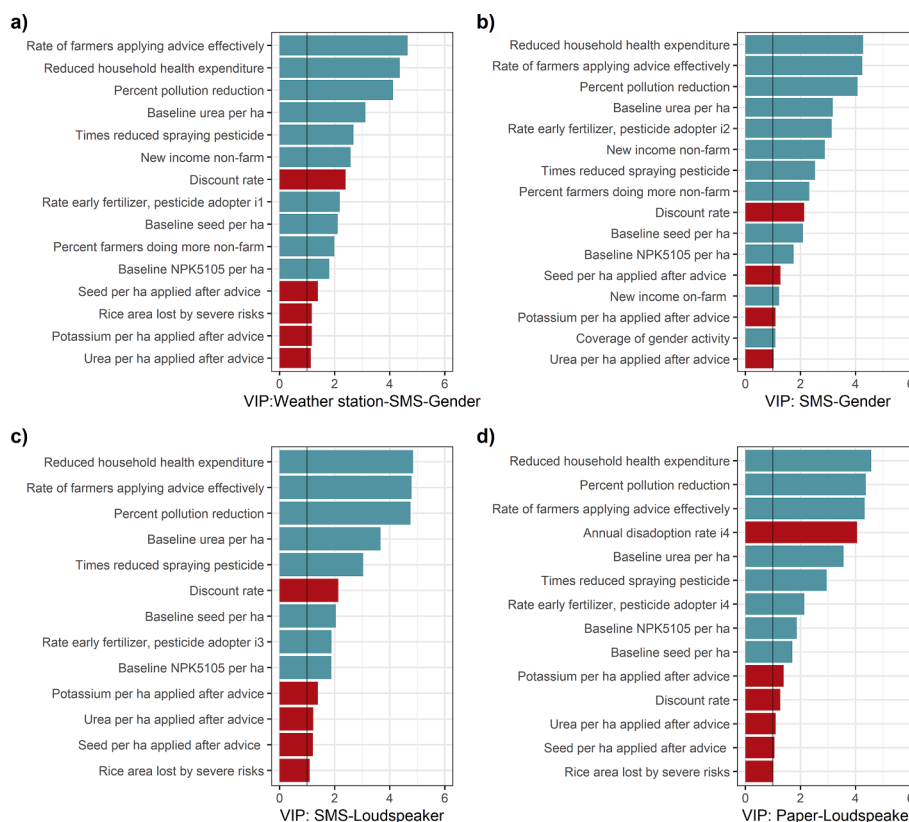 a)
Rate of farmers applying advice effectively
Reduced household health expenditure
Percent pollution reduction
Baseline urea per ha
Times reduced spraying pesticide
New income non-farm
Discount rate
Rate early fertilizer, pesticide adopter i1
Baseline seed per ha
Percent farmers doing more non-farm
Baseline NPK5105 per ha
Seed per ha applied after advice
Rice area lost by severe risks
Potassium per ha applied after advice
Urea per ha applied after advice
0 2 4 6
VIP:Weather station-SMS-Gender
b)
Reduced household health expenditure
Rate of farmers applying advice effectively
Percent pollution reduction
Baseline urea per ha
Rate early fertilizer, pesticide adopter i2
New income non-farm
Times reduced spraying pesticide
Percent farmers doing more non-farm
Discount rate
Baseline seed per ha
Baseline NPK5105 per ha
Seed per ha applied after advice
New income on-farm
Potassium per ha applied after advice
Coverage of gender activity
Urea per ha applied after advice
0 2 4 6
VIP: SMS-Gender
c)
Reduced household health expenditure
Rate of farmers applying advice effectively
Percent pollution reduction
Baseline urea per ha
Times reduced spraying pesticide
Discount rate
Baseline seed per ha
Rate early fertilizer, pesticide adopter i3
Baseline NPK5105 per ha
Potassium per ha applied after advice
Urea per ha applied after advice
Seed per ha applied after advice
Rice area lost by severe risks
0 2 4 6
VIP: SMS-Loudspeaker
d)
Reduced household health expenditure
Percent pollution reduction
Rate of farmers applying advice effectively
Annual disadoption rate i4
Baseline urea per ha
Times reduced spraying pesticide
Rate early fertilizer, pesticide adopter i4
Baseline NPK5105 per ha
Baseline seed per ha
Potassium per ha applied after advice
Discount rate
Urea per ha applied after advice
Seed per ha applied after advice
Rice area lost by severe risks
0 2 4 6
VIP: Paper-Loudspeake